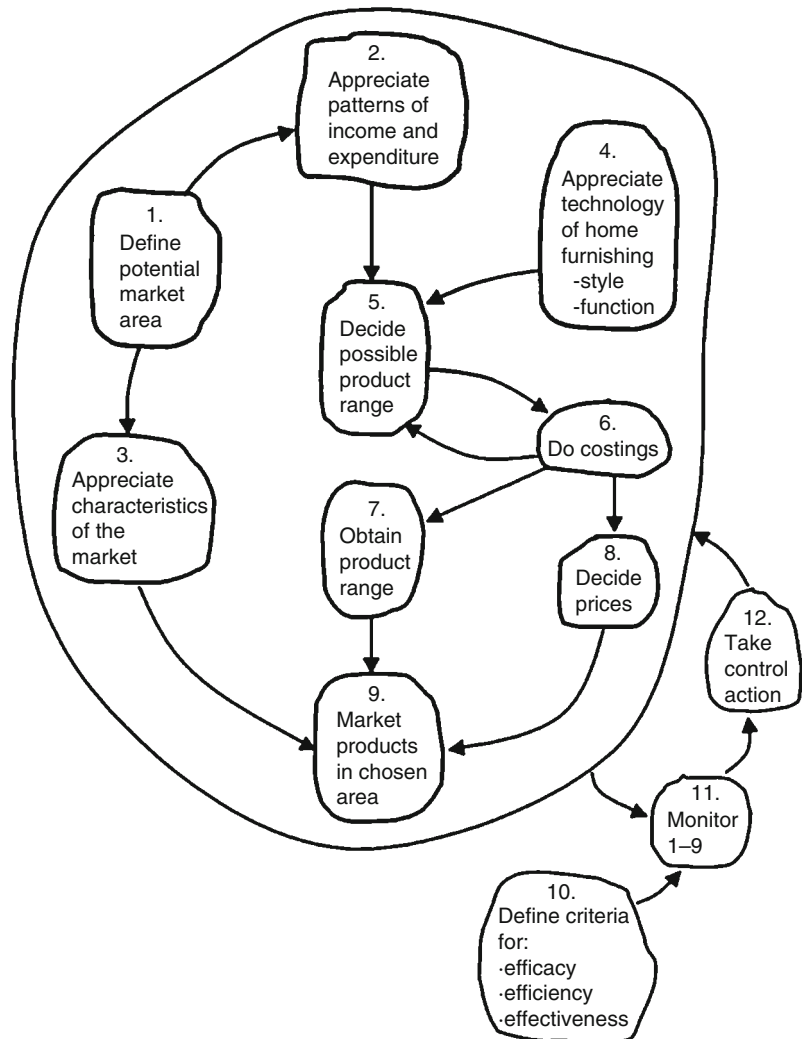 2.
Appreciate
patterns of
income and
expenditure
4.
Appreciate
technology
of home
furnishing
-style
-function
1.
Define
potential
market
area
5.
Decide
possible
product
range
6.
Do costings
3.
Appreciate
characteristics
of the
market
7.
Obtain
product
range
8.
Decide
prices
12.
Take
control
action
9.
Market
products
in chosen
area
11.
Monitor
1–9
10.
Define criteria
for:
·efficacy
·efficiency
·effectiveness